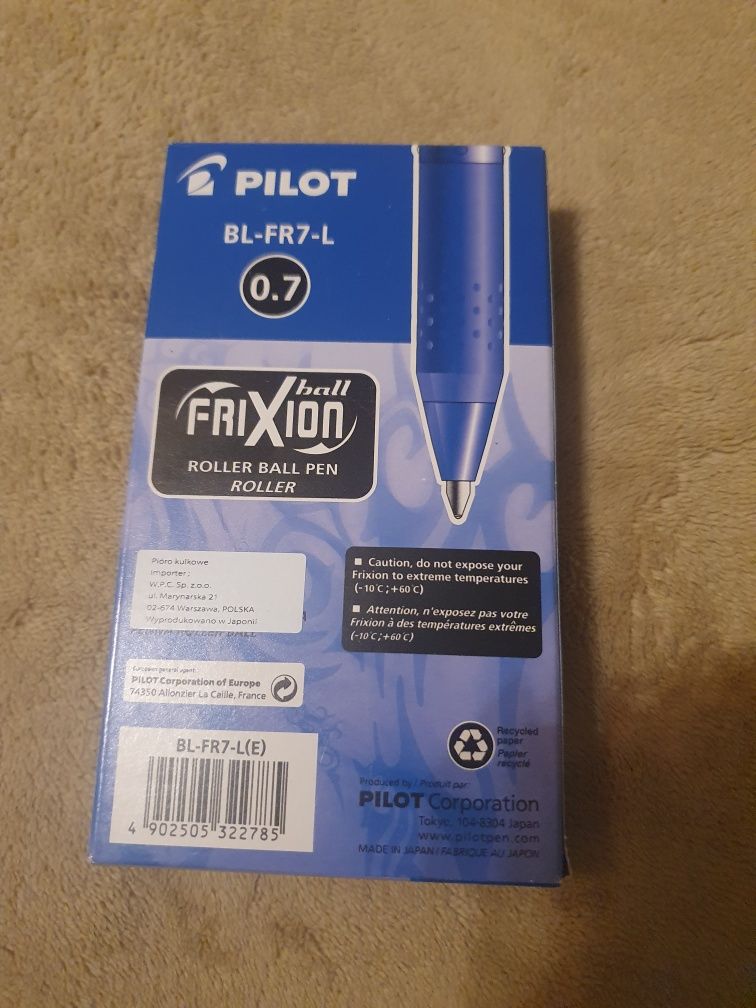 PILOT
BL-FR7-L
0.7
ball
FRIXION
ROLLER BALL PEN
ROLLER
Pióro kulkowe
Importer :
W.P.C. Sp. z.o.o.
ul. Marynarska 21
02-674 Warszawa, POLSKA
Wyprodukowano w Japonii
■ Caution, do not expose your
Frixion to extreme temperatures
(-10°C;+60°C)
■ Attention, n'exposez pas votre
Frixion à des températures extrêmes
(-10°C;+60°C)
European general agent:
PILOT Corporation of Europe
74350 Allonzier La Caille, France
BL-FR7-L(E)
4 902505 322785
Recycled
paper
Papier
recyclé
Produced by / Produit par:
PILOT Corporation
Tokyo, 104-8304 Japan
www.pilotpen.com
MADE IN JAPAN / FABRIQUE AU JAPON